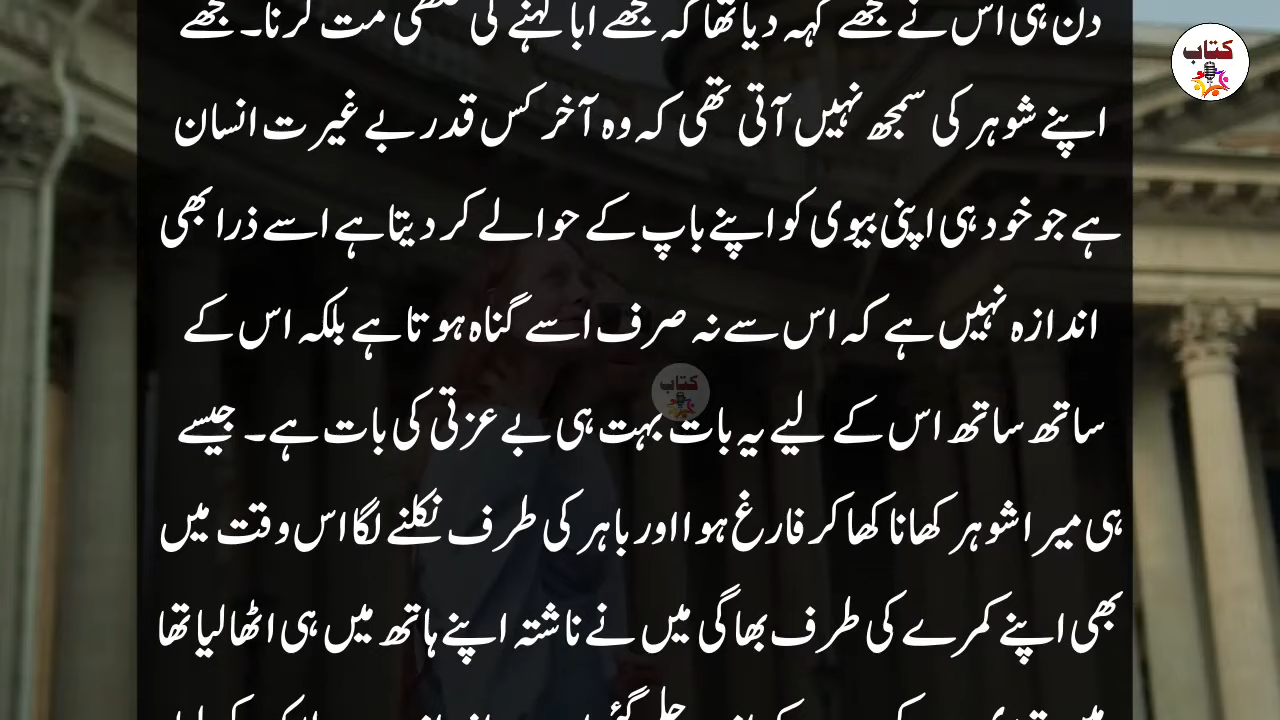 کتاب
دن ہی اس نے مجھے کہہ دیا تھا کہ مجھے ابا کہنے کی غلطی مت کرنا۔ مجھے
اپنے شوہر کی سمجھ نہیں آتی تھی کہ وہ آخر کس قدر بے غیرت انسان
ہے جو خود ہی اپنی بیوی کو اپنے باپ کے حوالے کر دیتا ہے اسے ذرا بھی
اندازہ نہیں ہے کہ اس سے نہ صرف اسے گناہ ہوتا ہے بلکہ اس کے
ساتھ ساتھ اس کے لیے یہ بات بہت ہی بے عزتی کی بات ہے۔ جیسے
کتاب
ہی میرا شوہر کھانا کھا کر فارغ ہوا اور باہر کی طرف نکلنے لگا اس وقت میں
بھی اپنے کمرے کی طرف بھاگی میں نے ناشتہ اپنے ہاتھ میں ہی اٹھا لیا تھا